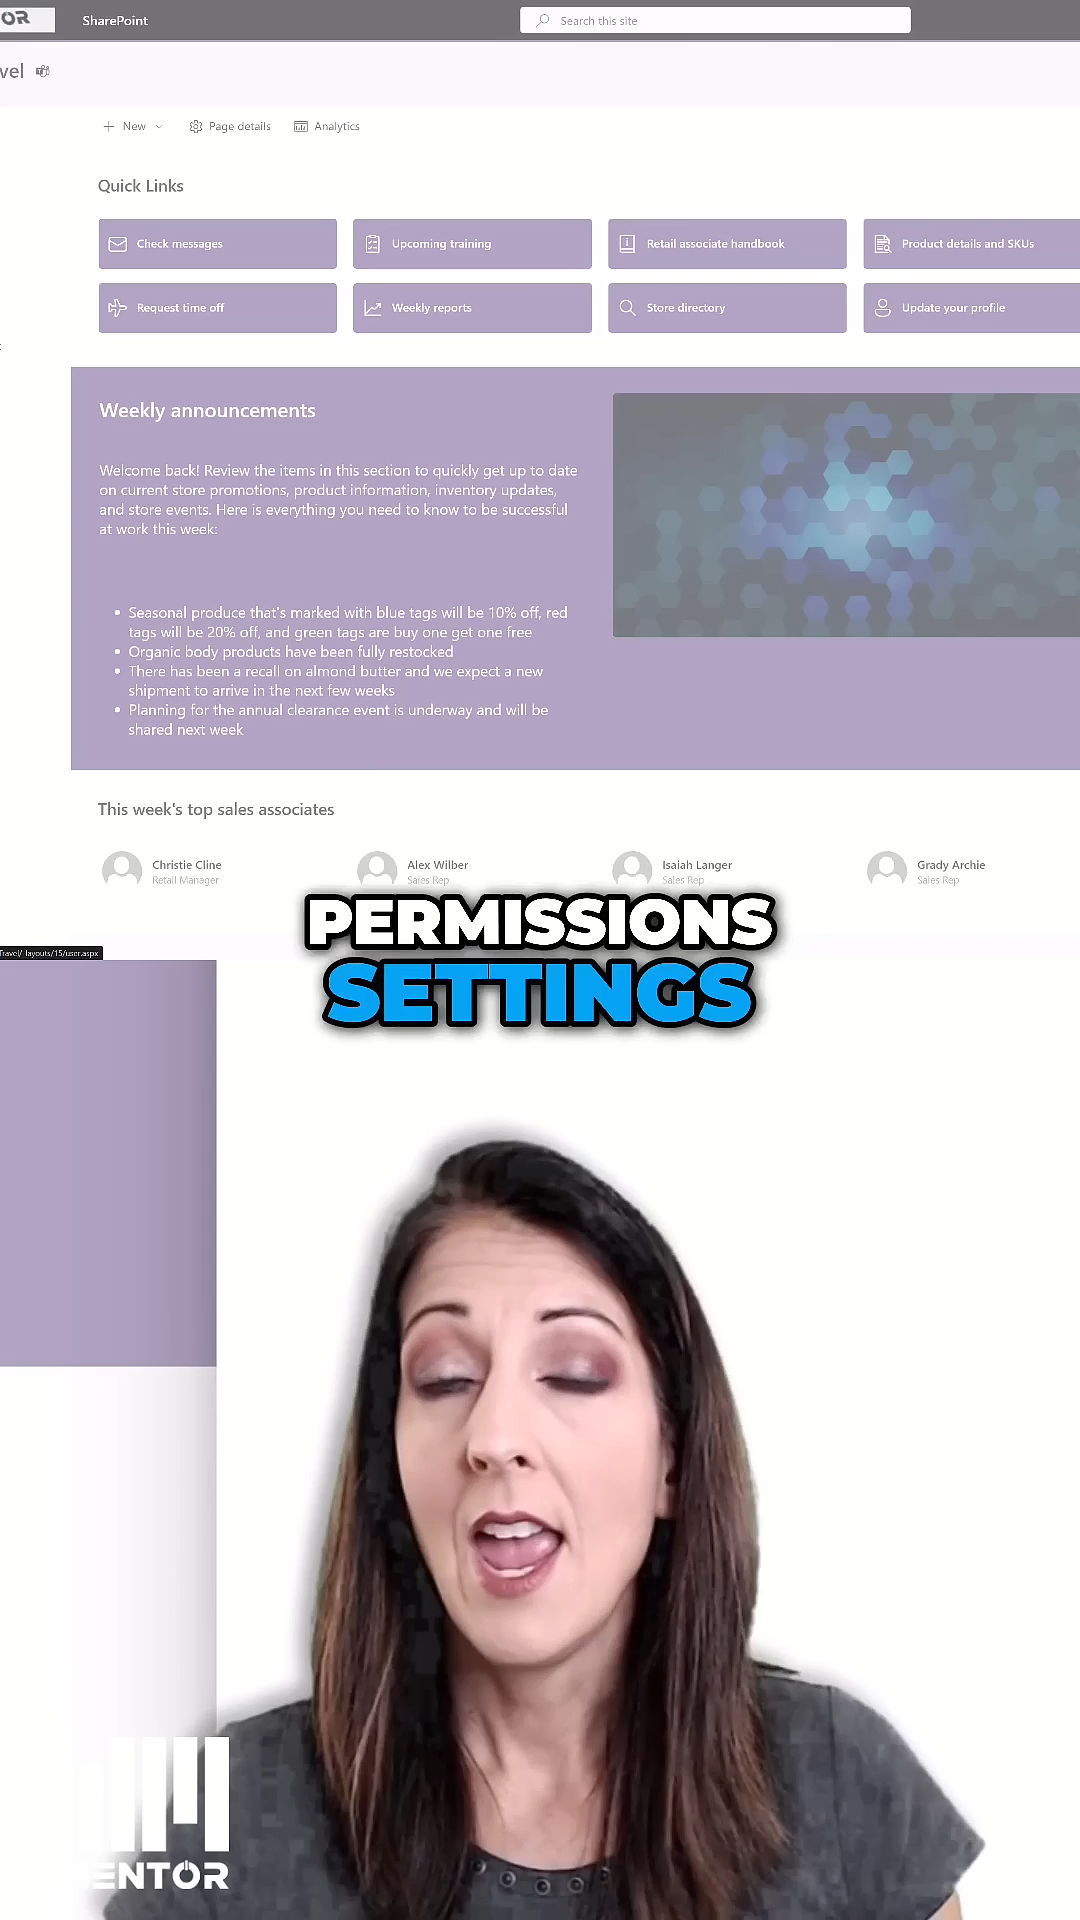 OR
SharePoint
Search this site
vel
New
Page details
Analytics
Quick Links
Check messages
Upcoming training
Retail associate handbook
Product details and SKUs
Request time off
Weekly reports
Store directory
Update your profile
Weekly announcements
Welcome back! Review the items in this section to quickly get up to date
on current store promotions, product information, inventory updates,
and store events. Here is everything you need to know to be successful
at work this week:
• Seasonal produce that's marked with blue tags will be 10% off, red
tags will be 20% off, and green tags are buy one get one free
• Organic body products have been fully restocked
• There has been a recall on almond butter and we expect a new
shipment to arrive in the next few weeks
• Planning for the annual clearance event is underway and will be
shared next week
This week's top sales associates
Christie Cline
Retail Manager
Alex Wilber
Sales Rep
Isaiah Langer
Sales Rep
Grady Archie
Sales Rep
PERMISSIONS
SETTINGS
Travel/_layouts/15/user.aspx
ENTOR